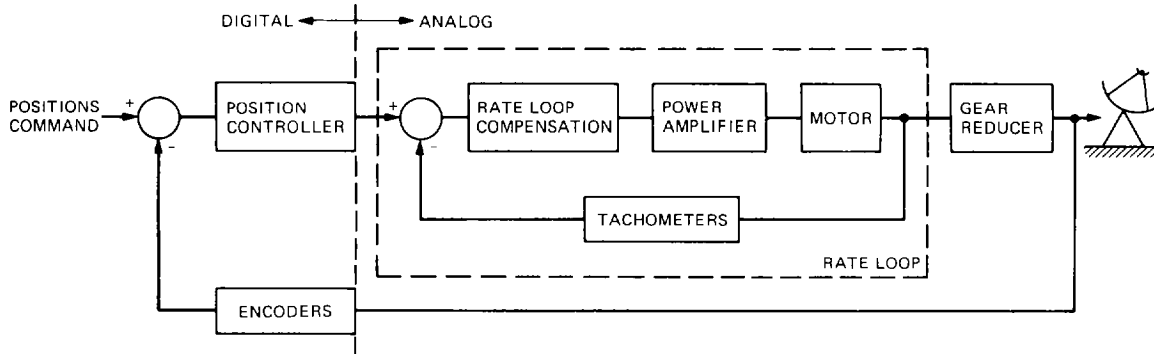 DIGITAL
ANALOG
POSITIONS
COMMAND
+
-
POSITION
CONTROLLER
+
-
RATE LOOP
COMPENSATION
POWER
AMPLIFIER
MOTOR
GEAR
REDUCER
TACHOMETERS
RATE LOOP
ENCODERS